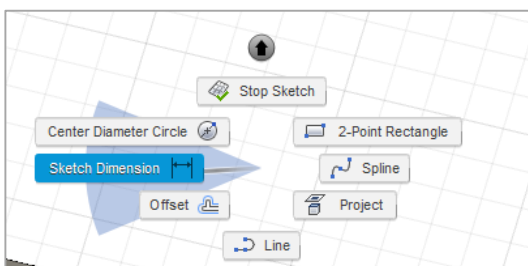 Stop Sketch
Center Diameter Circle
2-Point Rectangle
Sketch Dimension
Spline
Offset
Project
Line